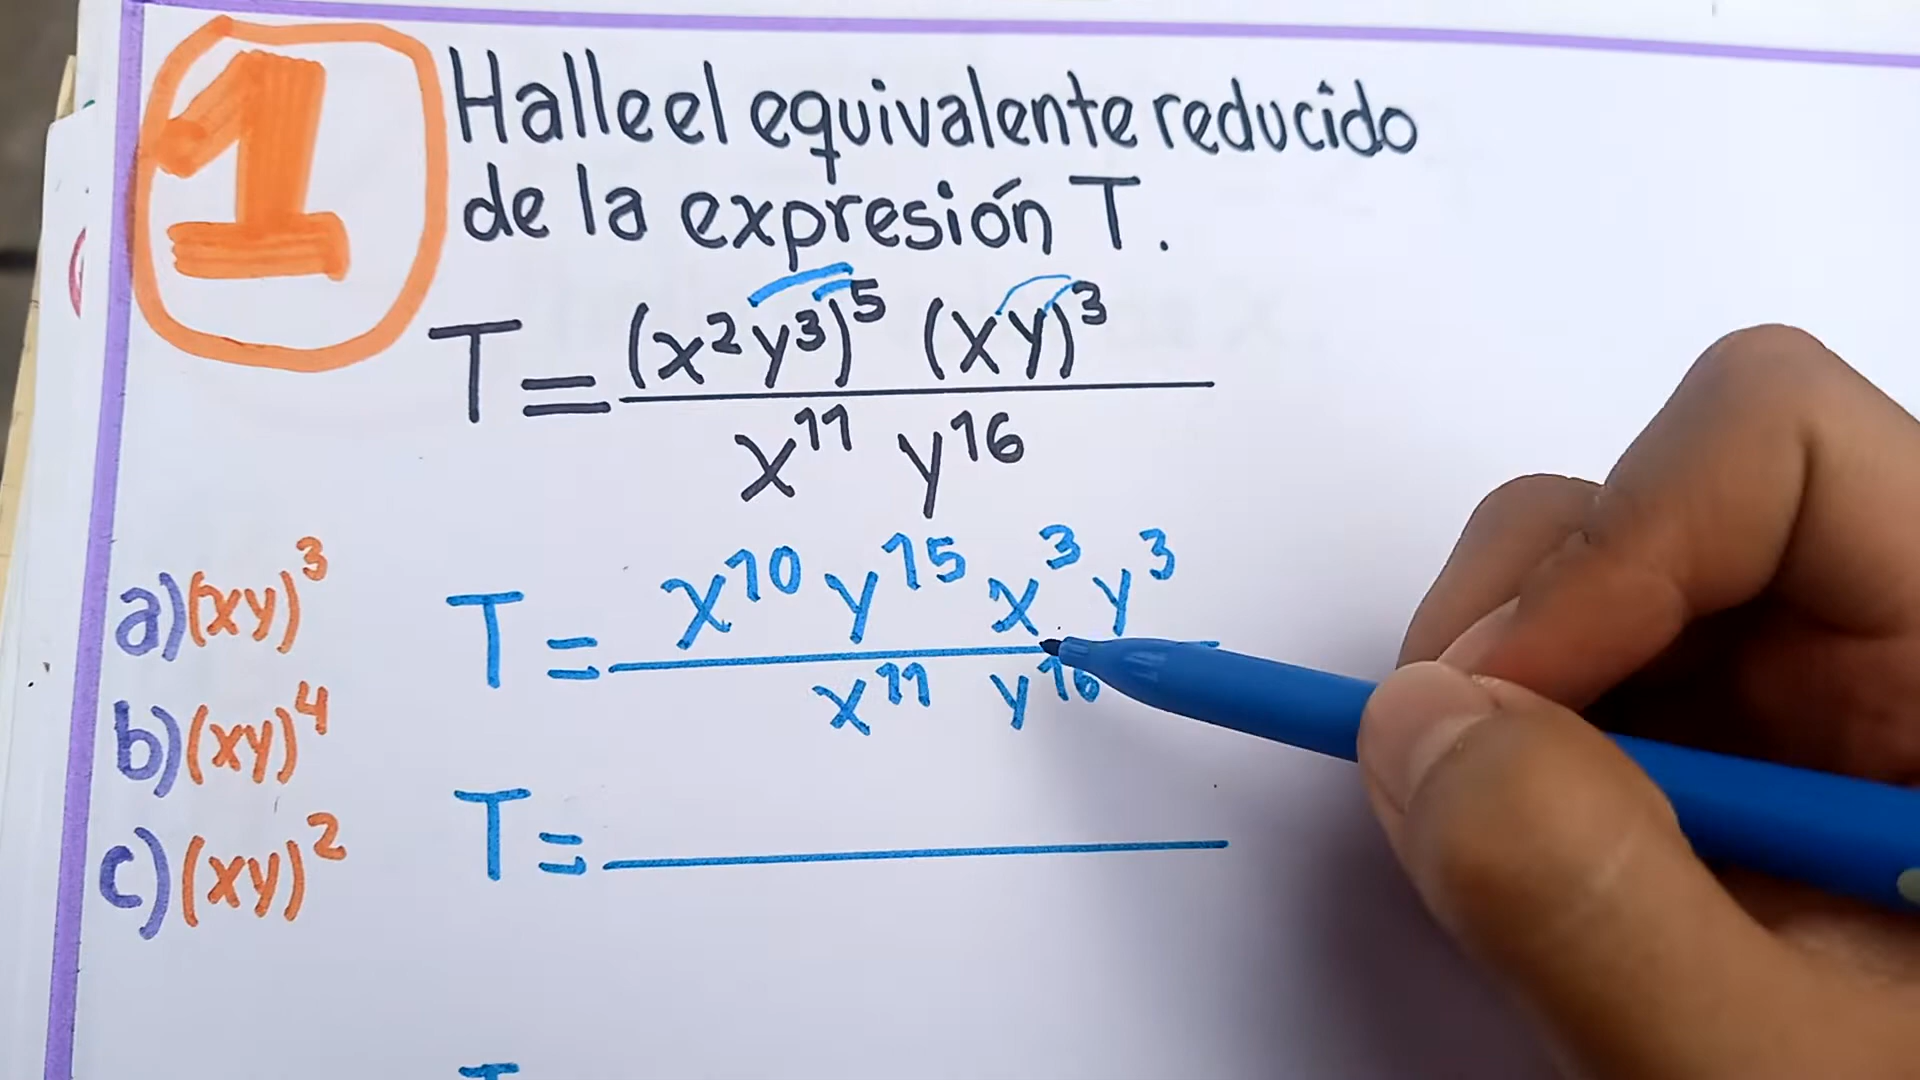 1
Halle el equivalente reducido
de la expresión T.
T = (x²y³)⁵ (xy)³
x¹¹ y¹⁶
a) (xy)³
T = x¹⁰ y¹⁵ x³ y³
x¹¹ y¹⁶
b) (xy)⁴
T =
c) (xy)²
T